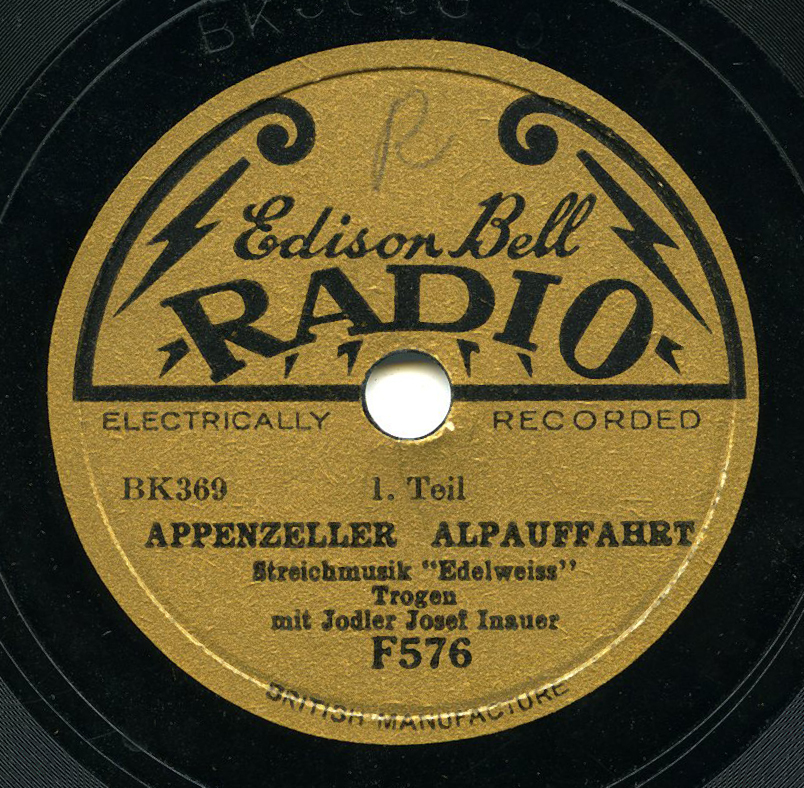 R
Edison Bell
RADIO
ELECTRICALLY RECORDED
BK369 1. Teil
APPENZELLER ALPAUFFAHRT
Streichmusik "Edelweiss"
Trogen
mit Jodler Josef Inauer
F576
BRITISH MANUFACTURE